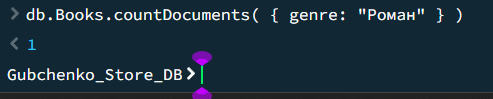 > db.Books.countDocuments( { genre: "Роман" } )
< 1
Gubchenko_Store_DB>